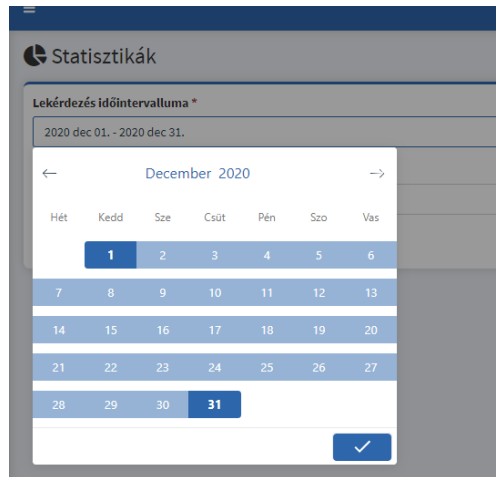 Statisztikák
Lekérdezés időintervalluma *
2020 dec 01. - 2020 dec 31.
December 2020
Hét Kedd Sze Csüt Pén Szo Vas
1 2 3 4 5 6
7 8 9 10 11 12 13
14 15 16 17 18 19 20
21 22 23 24 25 26 27
28 29 30 31